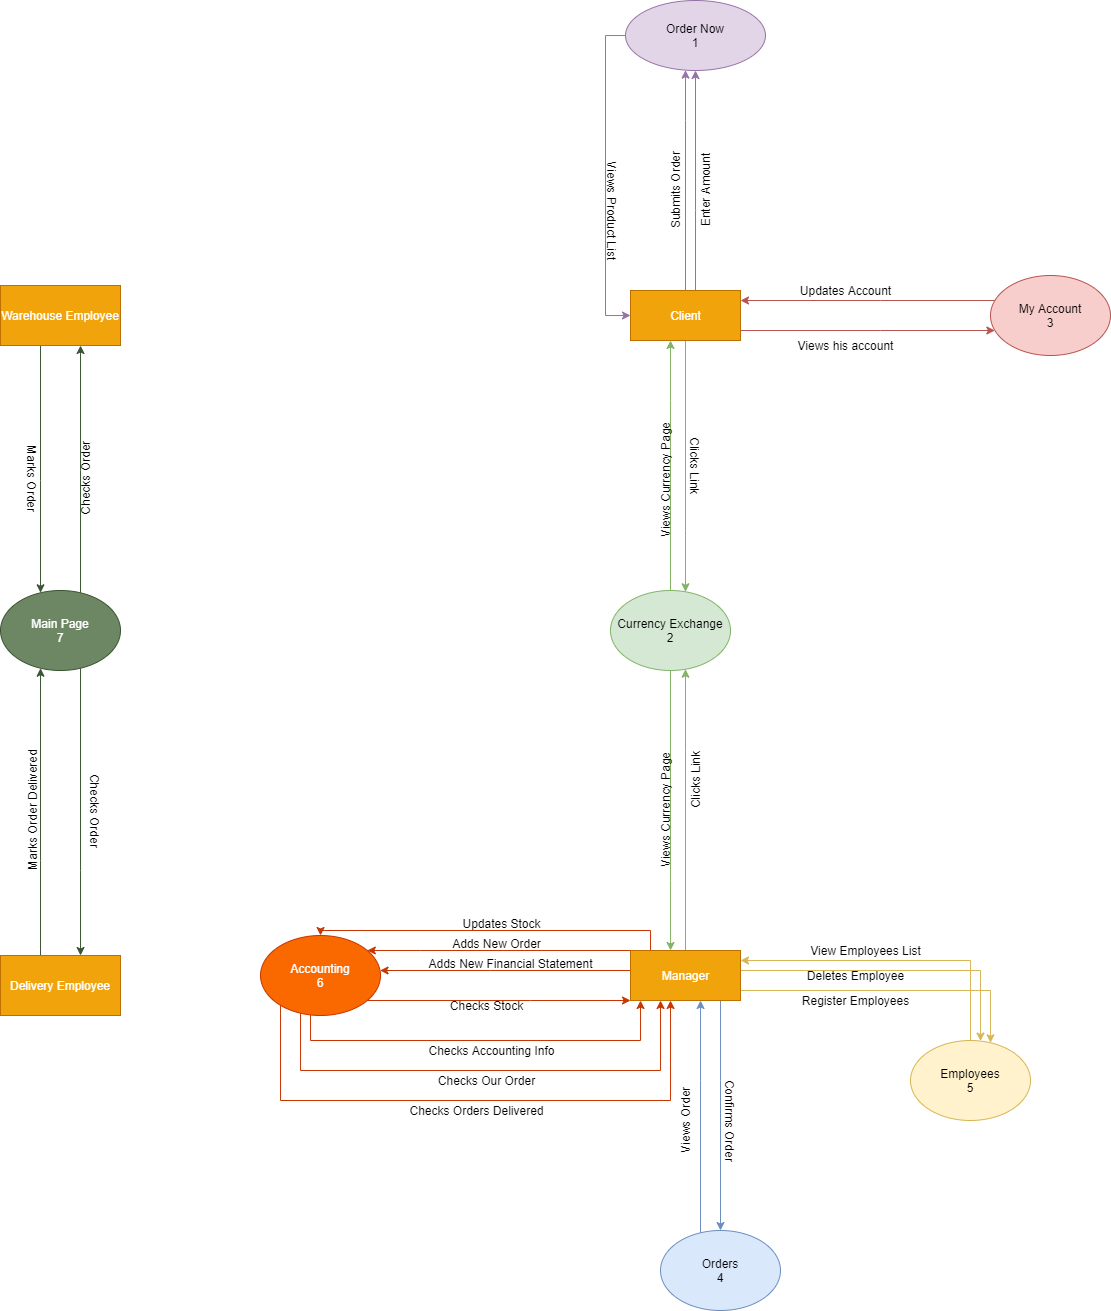 Order Now
1
Views Product List
Submits Order
Enter Amount
Warehouse Employee
Client
Updates Account
My Account
3
Views his account
Marks Order
Checks Order
Views Currency Page
Clicks Link
Main Page
7
Currency Exchange
2
Marks Order Delivered
Checks Order
Views Currency Page
Clicks Link
Delivery Employee
Updates Stock
Adds New Order
Adds New Financial Statement
Accounting
6
Checks Stock
Checks Accounting Info
Checks Our Order
Checks Orders Delivered
Manager
View Employees List
Deletes Employee
Register Employees
Employees
5
Views Order
Confirms Order
Orders
4